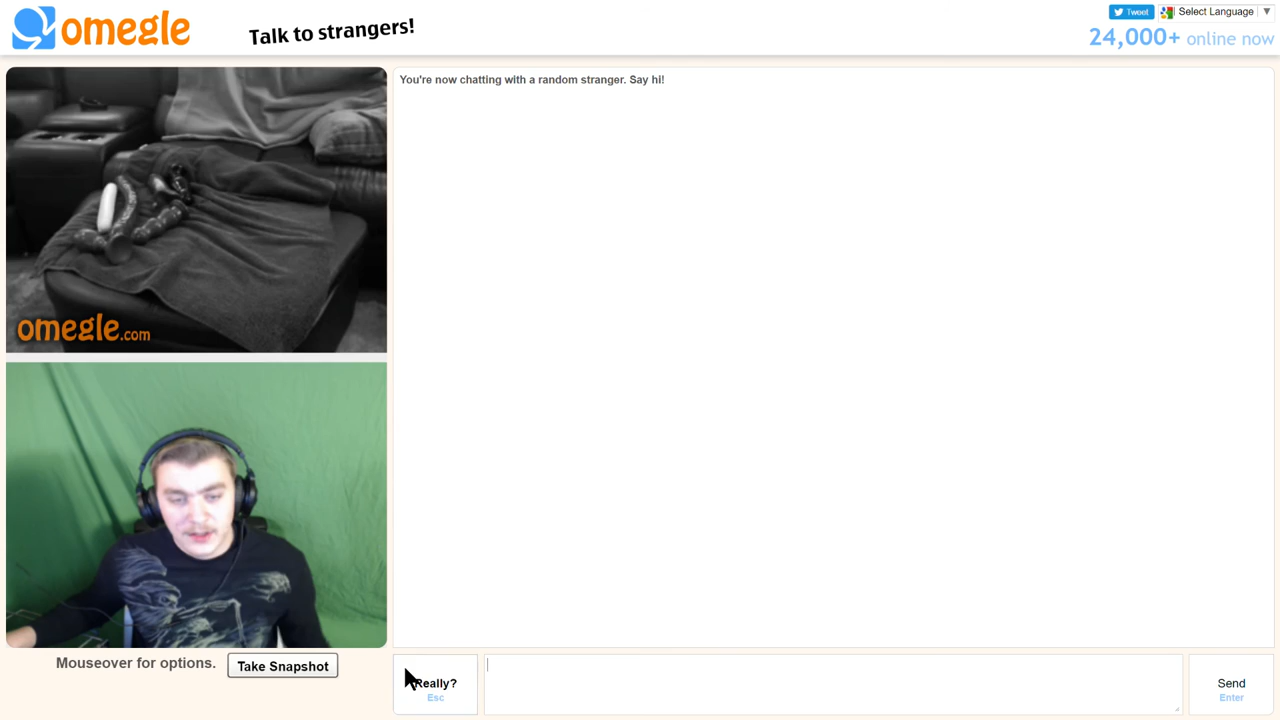 omegle
Talk to strangers!
Tweet
Select Language
24,000+ online now
You're now chatting with a random stranger. Say hi!
omegle.com
Mouseover for options.
Take Snapshot
Really?
Esc
Send
Enter